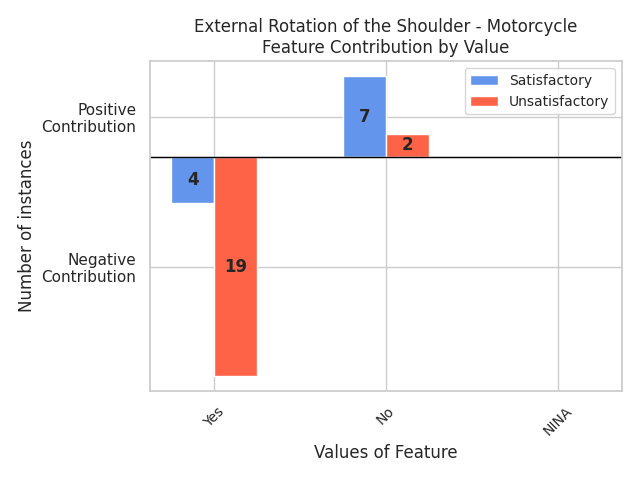 External Rotation of the Shoulder - Motorcycle
Feature Contribution by Value
Satisfactory
Unsatisfactory
Positive
Contribution
Negative
Contribution
Number of instances
7
2
4
19
Yes
No
NINA
Values of Feature